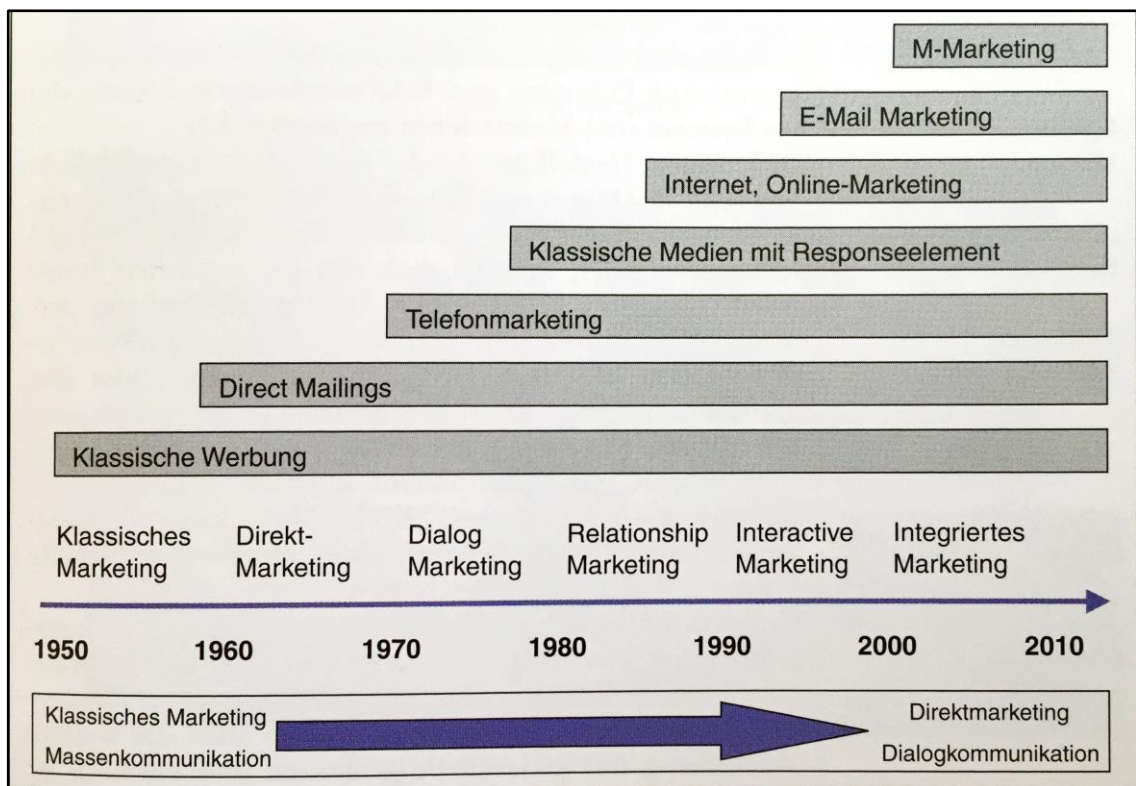 M-Marketing
E-Mail Marketing
Internet, Online-Marketing
Klassische Medien mit Responseelement
Telefonmarketing
Direct Mailings
Klassische Werbung
Klassisches Marketing
Direkt-Marketing
Dialog Marketing
Relationship Marketing
Interactive Marketing
Integriertes Marketing
1950 1960 1970 1980 1990 2000 2010
Klassisches Marketing
Massenkommunikation
Direktmarketing
Dialogkommunikation